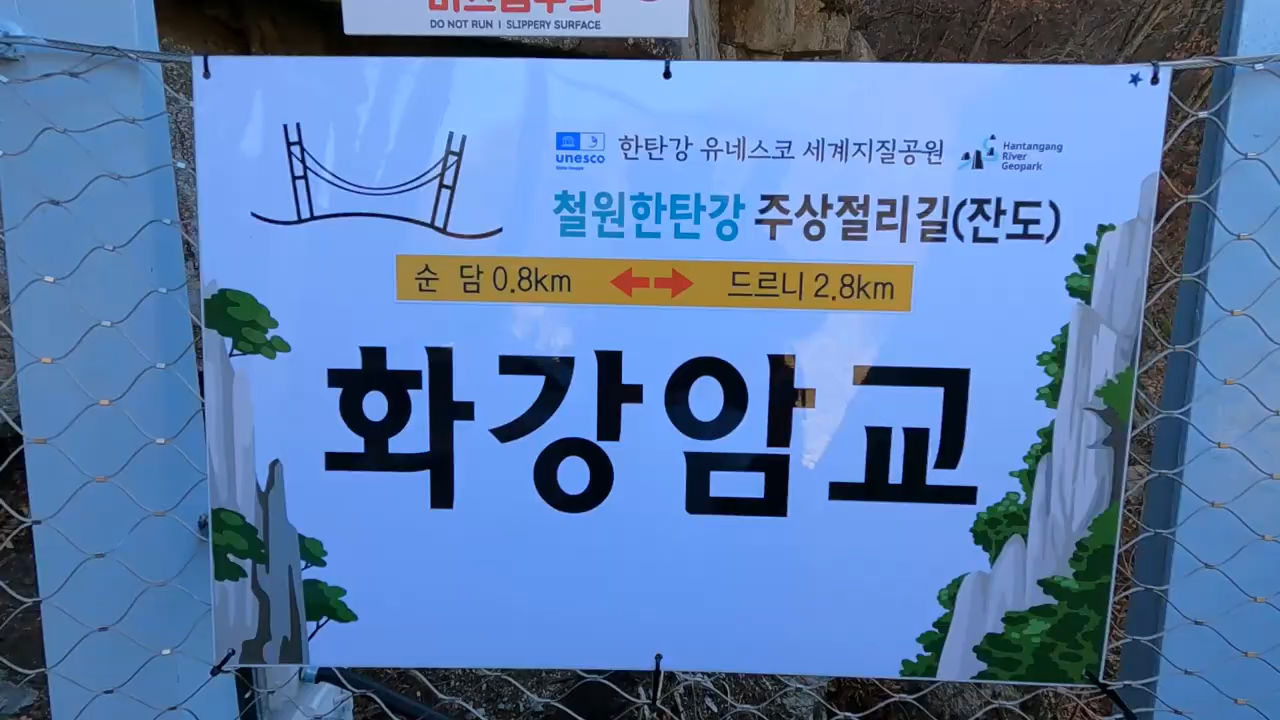 DO NOT RUN | SLIPPERY SURFACE
unesco 한탄강 유네스코 세계지질공원 Hantangang River Geopark
철원한탄강 주상절리길(잔도)
순 담 0.8km 드르니 2.8km
화강암교